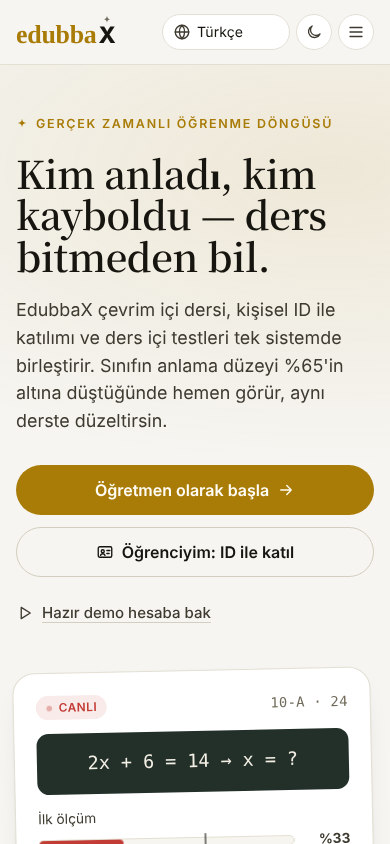 edubbaX
Türkçe
GERÇEK ZAMANLI ÖĞRENME DÖNGÜSÜ
Kim anladı, kim
kayboldu — ders
bitmeden bil.
EdubbaX çevrim içi dersi, kişisel ID ile
katılımı ve ders içi testleri tek sistemde
birleştirir. Sınıfın anlama düzeyi %65'in
altına düştüğünde hemen görür, aynı
derste düzeltirsin.
Öğretmen olarak başla →
Öğrenciyim: ID ile katıl
Hazır demo hesaba bak
CANLI
10-A · 24
2x + 6 = 14 → x = ?
İlk ölçüm
%33